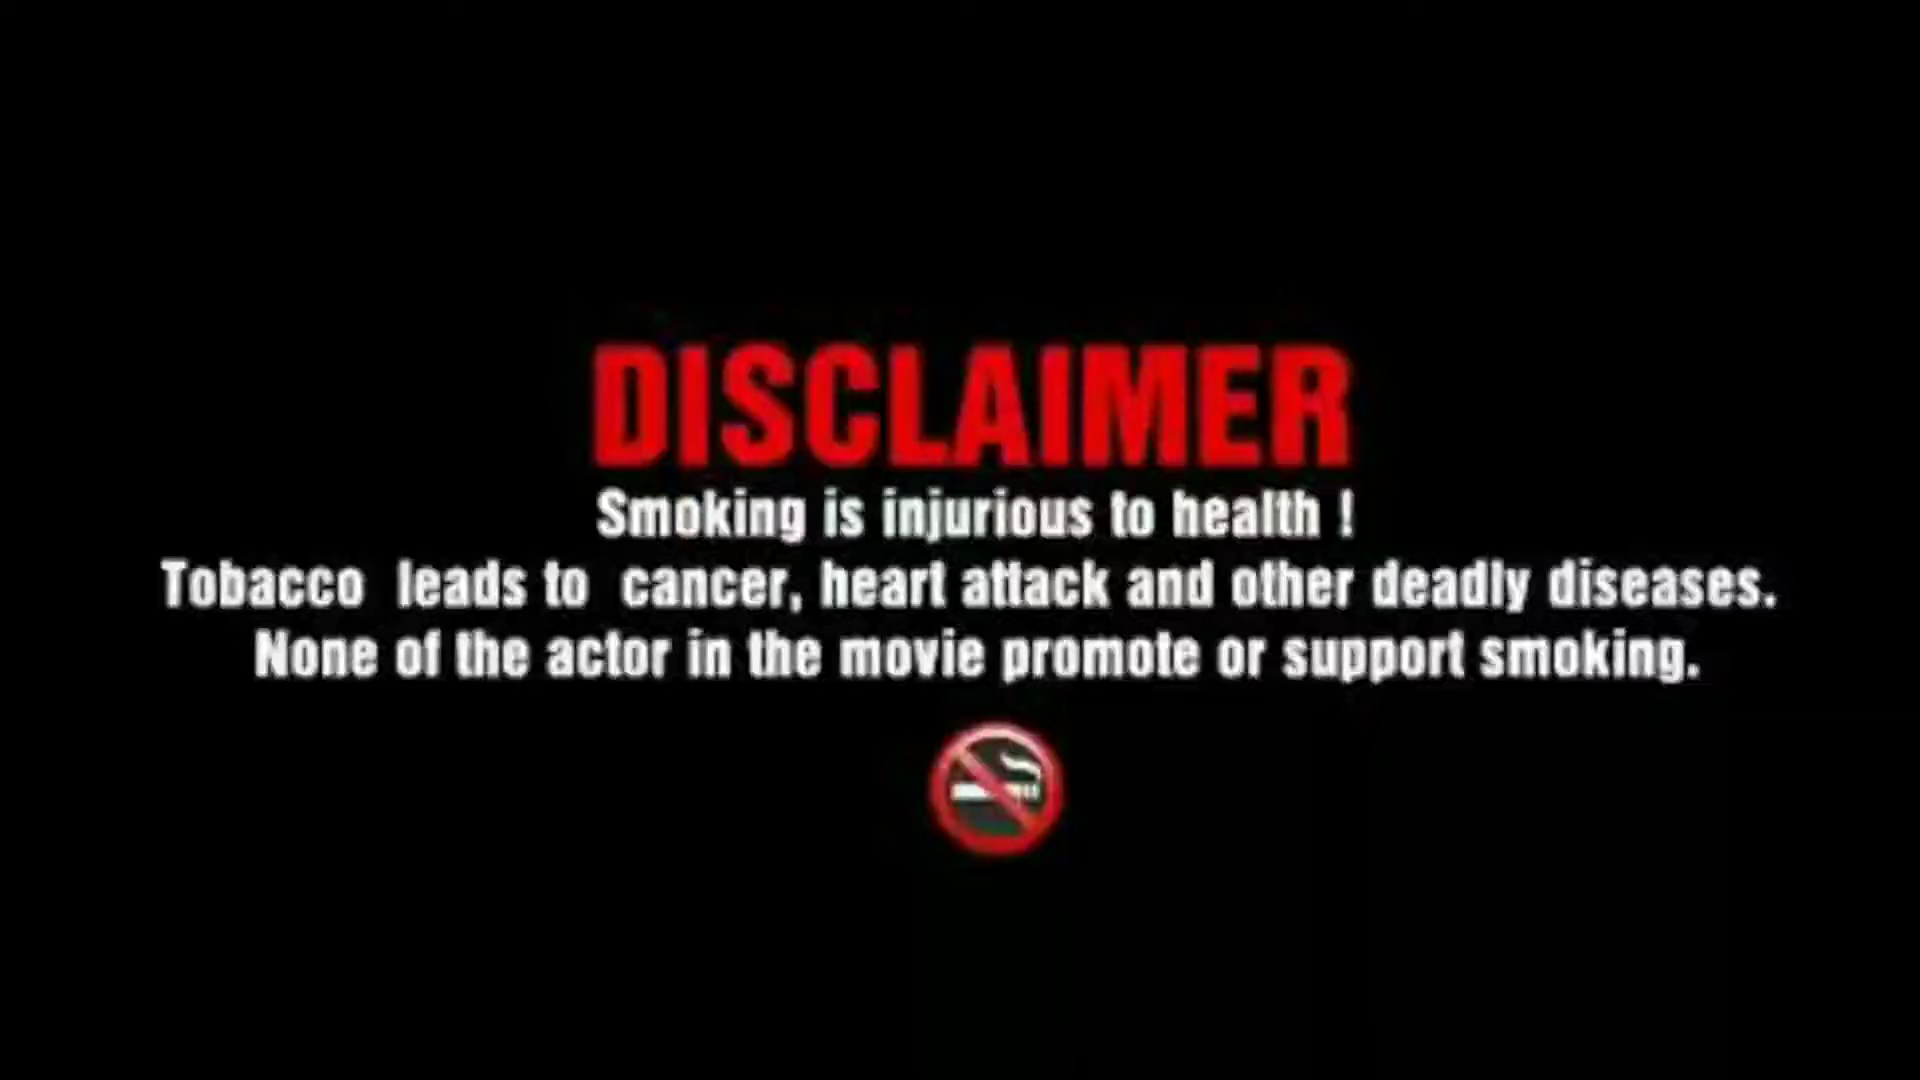 DISCLAIMER
Smoking is injurious to health !
Tobacco leads to cancer, heart attack and other deadly diseases.
None of the actor in the movie promote or support smoking.